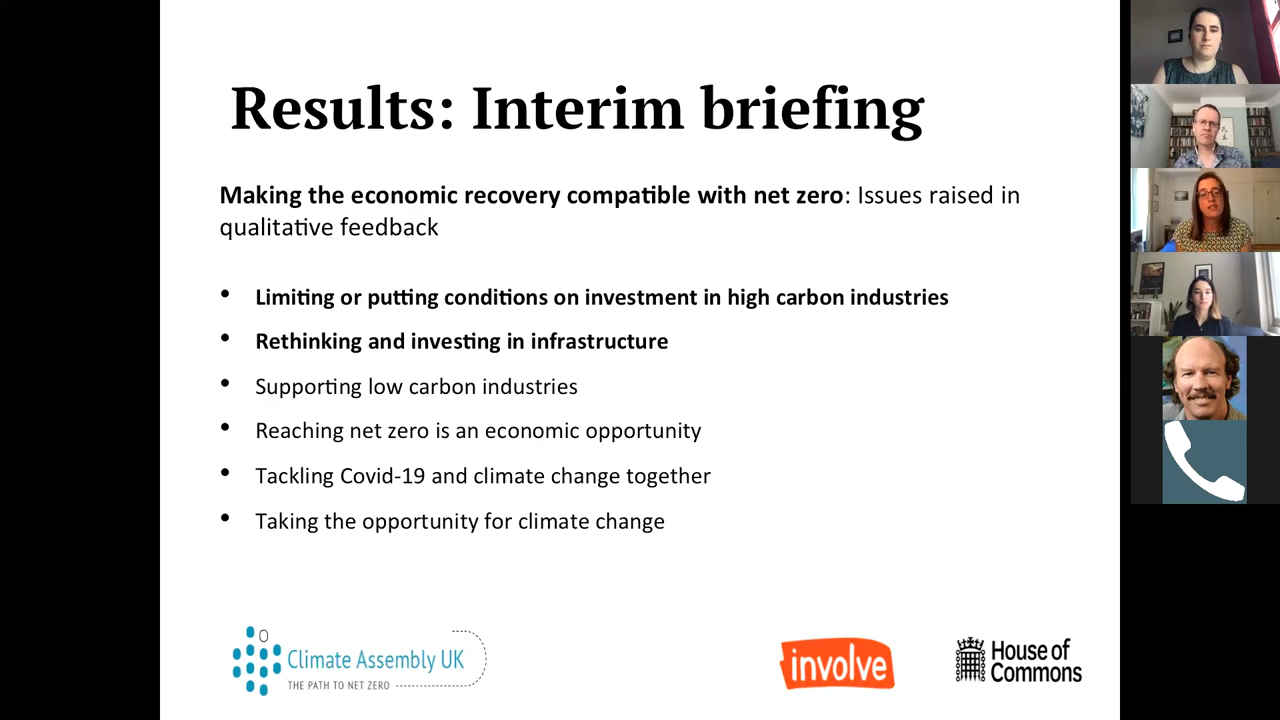 Results: Interim briefing
Making the economic recovery compatible with net zero: Issues raised in
qualitative feedback
• Limiting or putting conditions on investment in high carbon industries
• Rethinking and investing in infrastructure
• Supporting low carbon industries
• Reaching net zero is an economic opportunity
• Tackling Covid-19 and climate change together
• Taking the opportunity for climate change
Climate Assembly UK
THE PATH TO NET ZERO
involve
House of
Commons